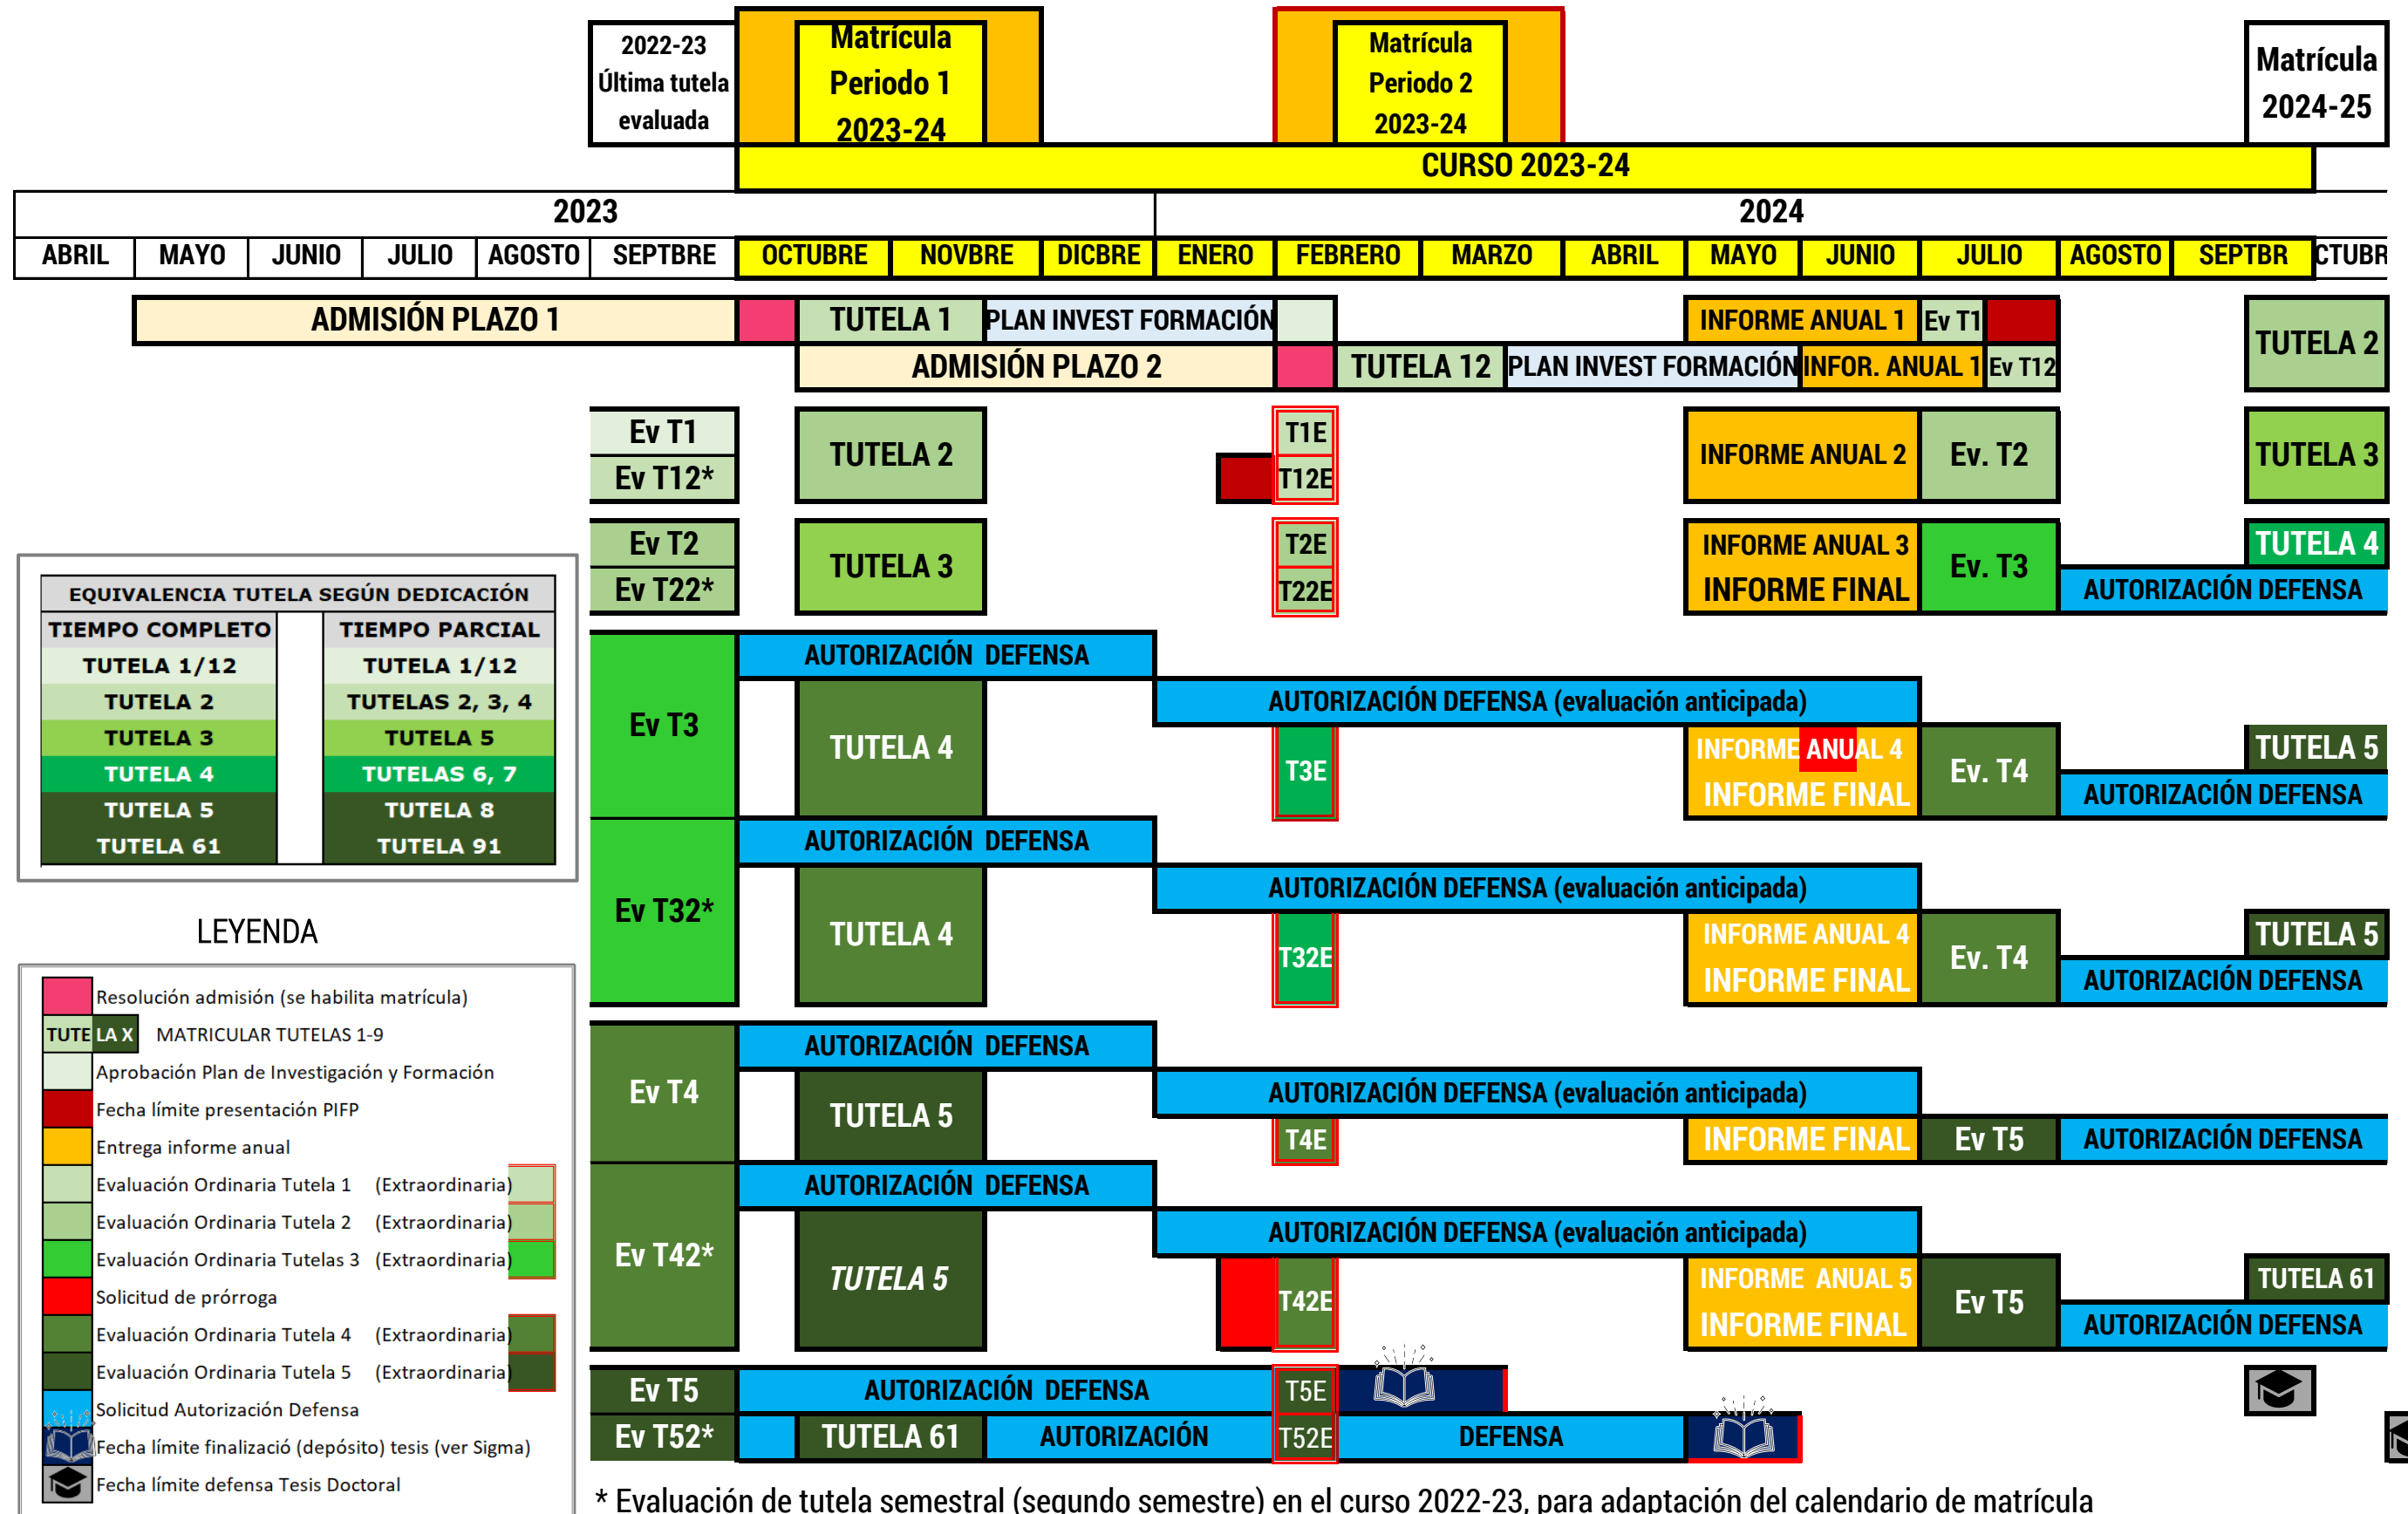 2022-23
Última tutela
evaluada
Matrícula
Periodo 1
2023-24
Matrícula
Periodo 2
2023-24
Matrícula
2024-25
CURSO 2023-24
2023 2024
ABRIL MAYO JUNIO JULIO AGOSTO SEPTBRE OCTUBRE NOVBRE DICBRE ENERO FEBRERO MARZO ABRIL MAYO JUNIO JULIO AGOSTO SEPTBR CTUBR
ADMISIÓN PLAZO 1 TUTELA 1 PLAN INVEST FORMACIÓN INFORME ANUAL 1 Ev T1
TUTELA 2
ADMISIÓN PLAZO 2 TUTELA 12 PLAN INVEST FORMACIÓN INFOR. ANUAL 1 Ev T12
Ev T1 T1E
TUTELA 2 INFORME ANUAL 2 Ev. T2 TUTELA 3
Ev T12* T12E
Ev T2 T2E INFORME ANUAL 3 TUTELA 4
TUTELA 3 Ev. T3
Ev T22* T22E INFORME FINAL AUTORIZACIÓN DEFENSA
AUTORIZACIÓN DEFENSA
AUTORIZACIÓN DEFENSA (evaluación anticipada)
Ev T3
TUTELA 4 T3E INFORME ANUAL 4 Ev. T4 TUTELA 5
INFORME FINAL AUTORIZACIÓN DEFENSA
AUTORIZACIÓN DEFENSA
AUTORIZACIÓN DEFENSA (evaluación anticipada)
Ev T32*
TUTELA 4 T32E INFORME ANUAL 4 Ev. T4 TUTELA 5
INFORME FINAL AUTORIZACIÓN DEFENSA
AUTORIZACIÓN DEFENSA
Ev T4 AUTORIZACIÓN DEFENSA (evaluación anticipada)
TUTELA 5
T4E INFORME FINAL Ev T5 AUTORIZACIÓN DEFENSA
AUTORIZACIÓN DEFENSA
AUTORIZACIÓN DEFENSA (evaluación anticipada)
Ev T42*
TUTELA 5 T42E INFORME ANUAL 5 Ev T5 TUTELA 61
INFORME FINAL AUTORIZACIÓN DEFENSA
Ev T5 AUTORIZACIÓN DEFENSA T5E
Ev T52* TUTELA 61 AUTORIZACIÓN T52E DEFENSA
* Evaluación de tutela semestral (segundo semestre) en el curso 2022-23, para adaptación del calendario de matrícula
EQUIVALENCIA TUTELA SEGÚN DEDICACIÓN
TIEMPO COMPLETO TIEMPO PARCIAL
TUTELA 1/12 TUTELA 1/12
TUTELA 2 TUTELAS 2, 3, 4
TUTELA 3 TUTELA 5
TUTELA 4 TUTELAS 6, 7
TUTELA 5 TUTELA 8
TUTELA 61 TUTELA 91
LEYENDA
Resolución admisión (se habilita matrícula)
TUTELA X MATRICULAR TUTELAS 1-9
Aprobación Plan de Investigación y Formación
Fecha límite presentación PIFP
Entrega informe anual
Evaluación Ordinaria Tutela 1 (Extraordinaria)
Evaluación Ordinaria Tutela 2 (Extraordinaria)
Evaluación Ordinaria Tutelas 3 (Extraordinaria)
Solicitud de prórroga
Evaluación Ordinaria Tutela 4 (Extraordinaria)
Evaluación Ordinaria Tutela 5 (Extraordinaria)
Solicitud Autorización Defensa
Fecha límite finalizació (depósito) tesis (ver Sigma)
Fecha límite defensa Tesis Doctoral